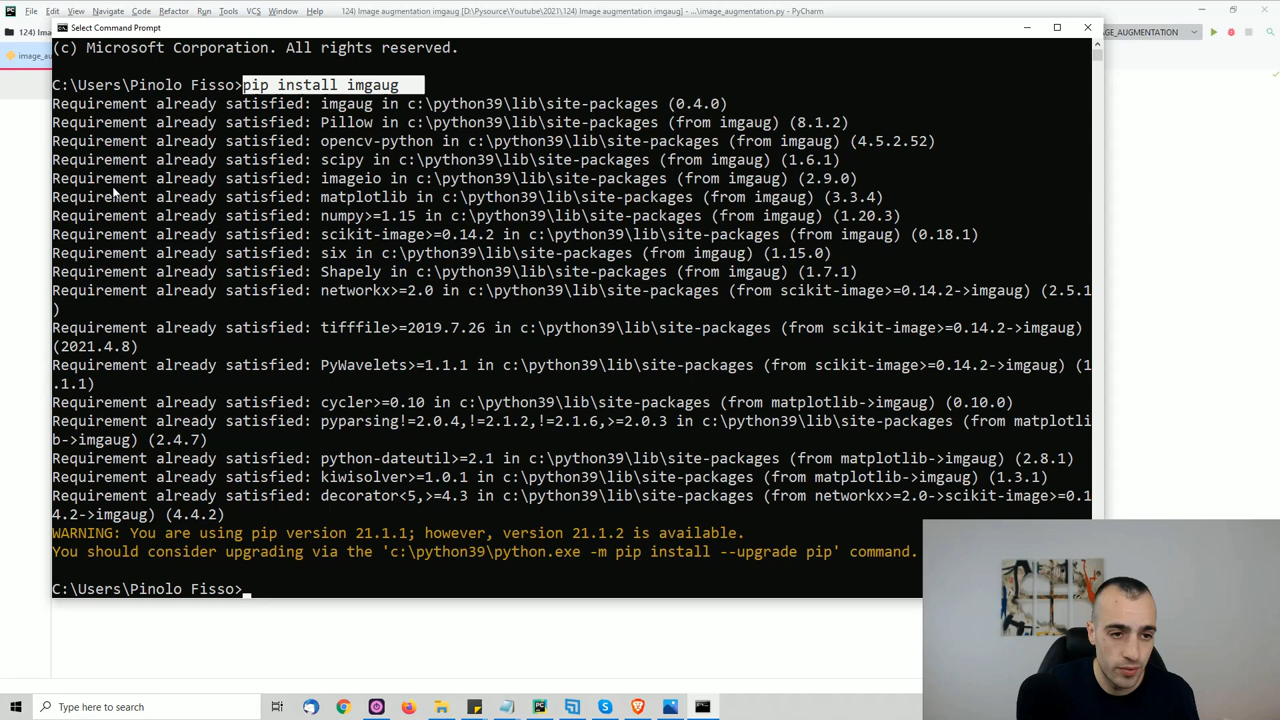 File Edit View Navigate Code Refactor Run Tools VCS Window Help 124) Image augmentation imgaug [D:\Pysource\Youtube\2021\124) Image augmentation imgaug] - ...\image_augmentation.py - PyCharm
124) Ima
Select Command Prompt
GE_AUGMENTATION
image_au
(c) Microsoft Corporation. All rights reserved.
C:\Users\Pinolo Fisso>pip install imgaug
Requirement already satisfied: imgaug in c:\python39\lib\site-packages (0.4.0)
Requirement already satisfied: Pillow in c:\python39\lib\site-packages (from imgaug) (8.1.2)
Requirement already satisfied: opencv-python in c:\python39\lib\site-packages (from imgaug) (4.5.2.52)
Requirement already satisfied: scipy in c:\python39\lib\site-packages (from imgaug) (1.6.1)
Requirement already satisfied: imageio in c:\python39\lib\site-packages (from imgaug) (2.9.0)
Requirement already satisfied: matplotlib in c:\python39\lib\site-packages (from imgaug) (3.3.4)
Requirement already satisfied: numpy>=1.15 in c:\python39\lib\site-packages (from imgaug) (1.20.3)
Requirement already satisfied: scikit-image>=0.14.2 in c:\python39\lib\site-packages (from imgaug) (0.18.1)
Requirement already satisfied: six in c:\python39\lib\site-packages (from imgaug) (1.15.0)
Requirement already satisfied: Shapely in c:\python39\lib\site-packages (from imgaug) (1.7.1)
Requirement already satisfied: networkx>=2.0 in c:\python39\lib\site-packages (from scikit-image>=0.14.2->imgaug) (2.5.1
)
Requirement already satisfied: tifffile>=2019.7.26 in c:\python39\lib\site-packages (from scikit-image>=0.14.2->imgaug)
(2021.4.8)
Requirement already satisfied: PyWavelets>=1.1.1 in c:\python39\lib\site-packages (from scikit-image>=0.14.2->imgaug) (1
.1.1)
Requirement already satisfied: cycler>=0.10 in c:\python39\lib\site-packages (from matplotlib->imgaug) (0.10.0)
Requirement already satisfied: pyparsing!=2.0.4,!=2.1.2,!=2.1.6,>=2.0.3 in c:\python39\lib\site-packages (from matplotli
b->imgaug) (2.4.7)
Requirement already satisfied: python-dateutil>=2.1 in c:\python39\lib\site-packages (from matplotlib->imgaug) (2.8.1)
Requirement already satisfied: kiwisolver>=1.0.1 in c:\python39\lib\site-packages (from matplotlib->imgaug) (1.3.1)
Requirement already satisfied: decorator<5,>=4.3 in c:\python39\lib\site-packages (from networkx>=2.0->scikit-image>=0.1
4.2->imgaug) (4.4.2)
WARNING: You are using pip version 21.1.1; however, version 21.1.2 is available.
You should consider upgrading via the 'c:\python39\python.exe -m pip install --upgrade pip' command.
C:\Users\Pinolo Fisso>
Type here to search